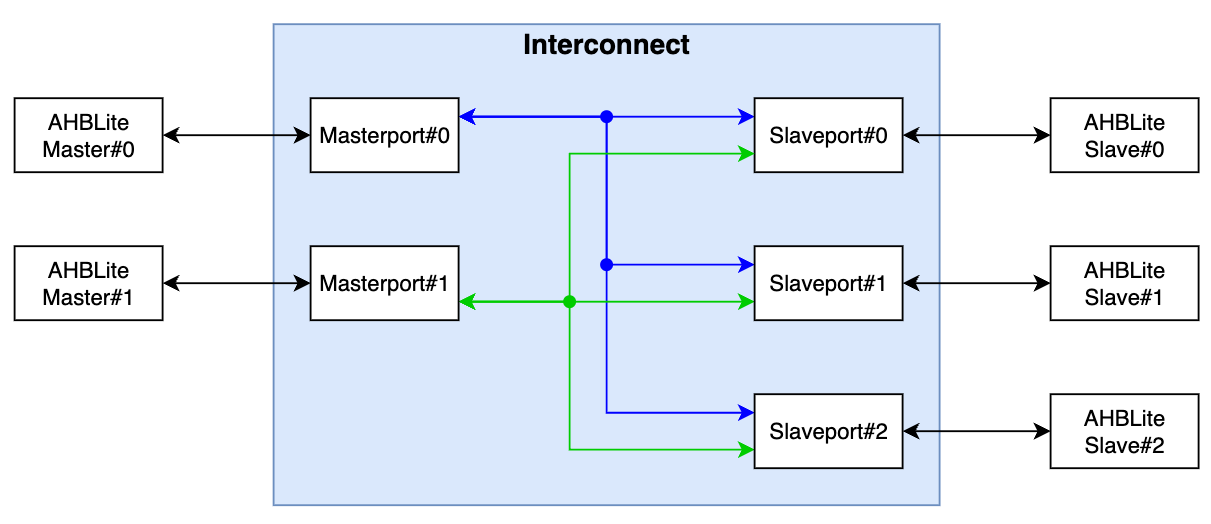 Interconnect
AHBLite
Master#0
Masterport#0
Slaveport#0
AHBLite
Slave#0
AHBLite
Master#1
Masterport#1
Slaveport#1
AHBLite
Slave#1
Slaveport#2
AHBLite
Slave#2